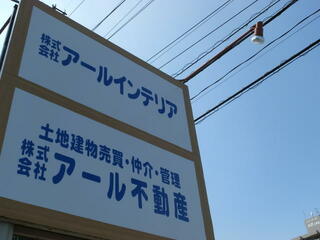 株式会社アールインテリア
土地建物売買・仲介・管理
株式会社アール不動産